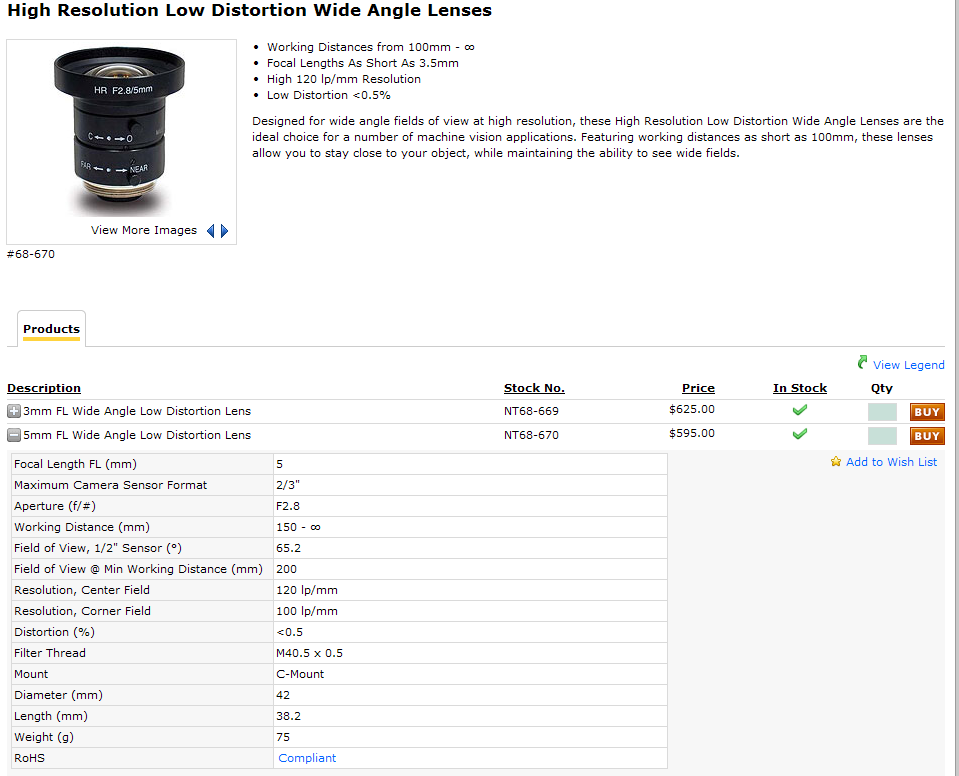 High Resolution Low Distortion Wide Angle Lenses
HR F2.8/5mm
C O
FAR NEAR
View More Images
#68-670
• Working Distances from 100mm - ∞
• Focal Lengths As Short As 3.5mm
• High 120 lp/mm Resolution
• Low Distortion <0.5%
Designed for wide angle fields of view at high resolution, these High Resolution Low Distortion Wide Angle Lenses are the
ideal choice for a number of machine vision applications. Featuring working distances as short as 100mm, these lenses
allow you to stay close to your object, while maintaining the ability to see wide fields.
Products
View Legend
Description Stock No. Price In Stock Qty
3mm FL Wide Angle Low Distortion Lens NT68-669 $625.00 BUY
5mm FL Wide Angle Low Distortion Lens NT68-670 $595.00 BUY
Add to Wish List
Focal Length FL (mm) 5
Maximum Camera Sensor Format 2/3"
Aperture (f/#) F2.8
Working Distance (mm) 150 - ∞
Field of View, 1/2" Sensor (°) 65.2
Field of View @ Min Working Distance (mm) 200
Resolution, Center Field 120 lp/mm
Resolution, Corner Field 100 lp/mm
Distortion (%) <0.5
Filter Thread M40.5 x 0.5
Mount C-Mount
Diameter (mm) 42
Length (mm) 38.2
Weight (g) 75
RoHS Compliant